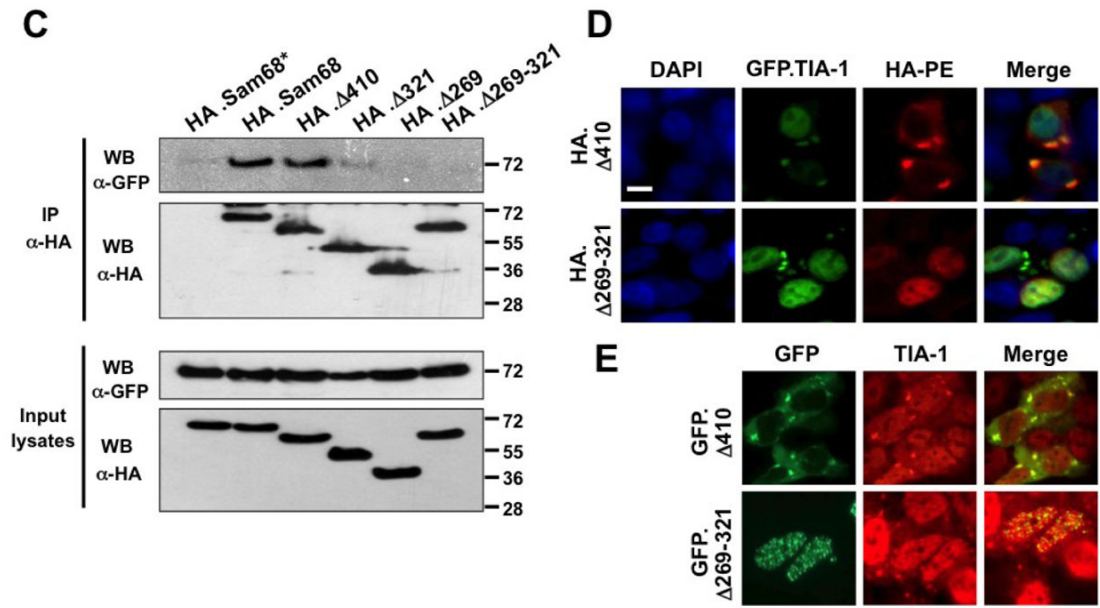 C
HA .Sam68*
HA .Sam68
HA .Δ410
HA .Δ321
HA .Δ269
HA .Δ269-321
IP
α-HA
WB
α-GFP
72
WB
α-HA
72
55
36
28
Input
lysates
WB
α-GFP
72
WB
α-HA
72
55
36
28
D
DAPI GFP.TIA-1 HA-PE Merge
HA.
Δ410
HA.
Δ269-321
E
GFP TIA-1 Merge
GFP.
Δ410
GFP.
Δ269-321